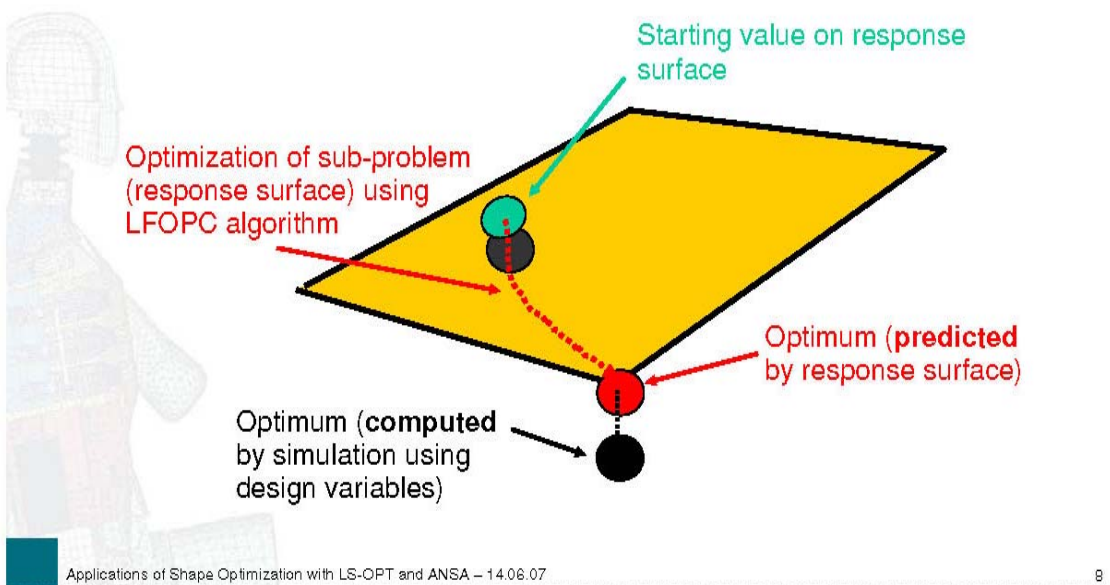 Starting value on response
surface
Optimization of sub-problem
(response surface) using
LFOPC algorithm
Optimum (predicted
by response surface)
Optimum (computed
by simulation using
design variables)
Applications of Shape Optimization with LS-OPT and ANSA – 14.06.07
8